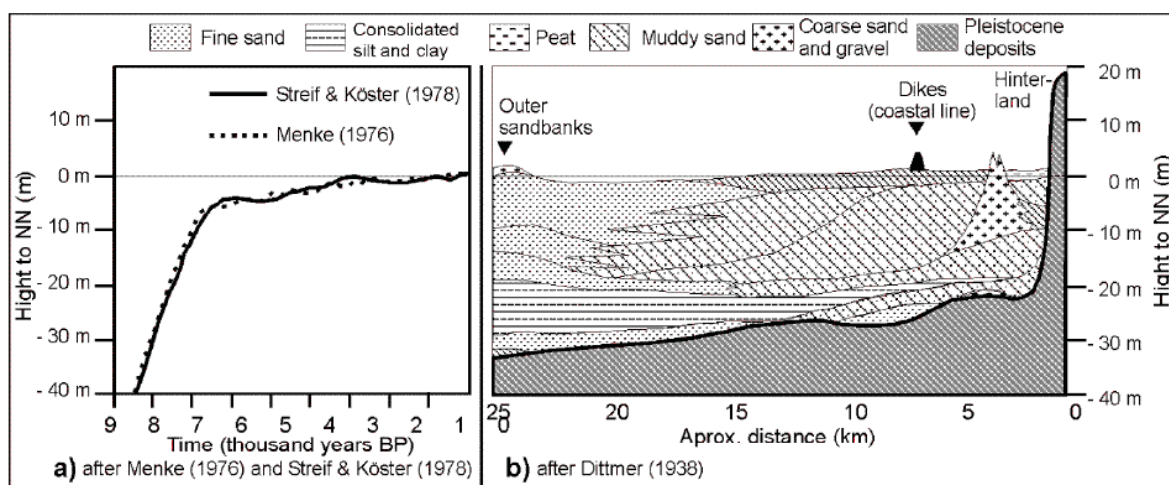 Fine sand
Consolidated
silt and clay
Peat
Muddy sand
Coarse sand
and gravel
Pleistocene
deposits
Streif & Köster (1978)
Menke (1976)
Hight to NN (m)
10 m
0 m
- 10 m
- 20 m
- 30 m
- 40 m
9 8 7 6 5 4 3 2 1
Time (thousand years BP)
a) after Menke (1976) and Streif & Köster (1978)
Outer
sandbanks
Dikes
(coastal line)
Hinter-
land
20 m
10 m
0 m
- 10 m
- 20 m
- 30 m
- 40 m
Hight to NN (m)
25 20 15 10 5 0
0
Aprox. distance (km)
b) after Dittmer (1938)